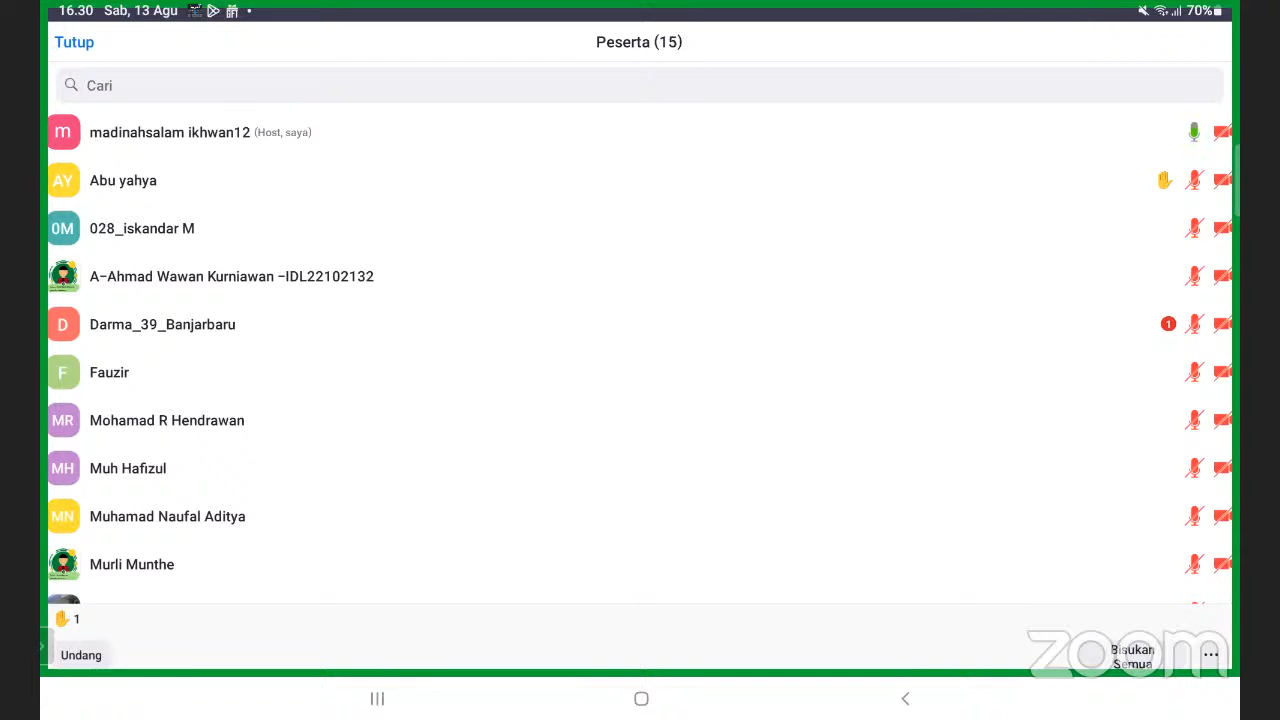 16.30 Sab, 13 Agu 70%
Tutup Peserta (15)
Cari
m madinahsalam ikhwan12 (Host, saya)
AY Abu yahya
0M 028_iskandar M
A-Ahmad Wawan Kurniawan -IDL22102132
D Darma_39_Banjarbaru 1
F Fauzir
MR Mohamad R Hendrawan
MH Muh Hafizul
MN Muhamad Naufal Aditya
Murli Munthe
1
Undang
Bisukan
Semua
zoom